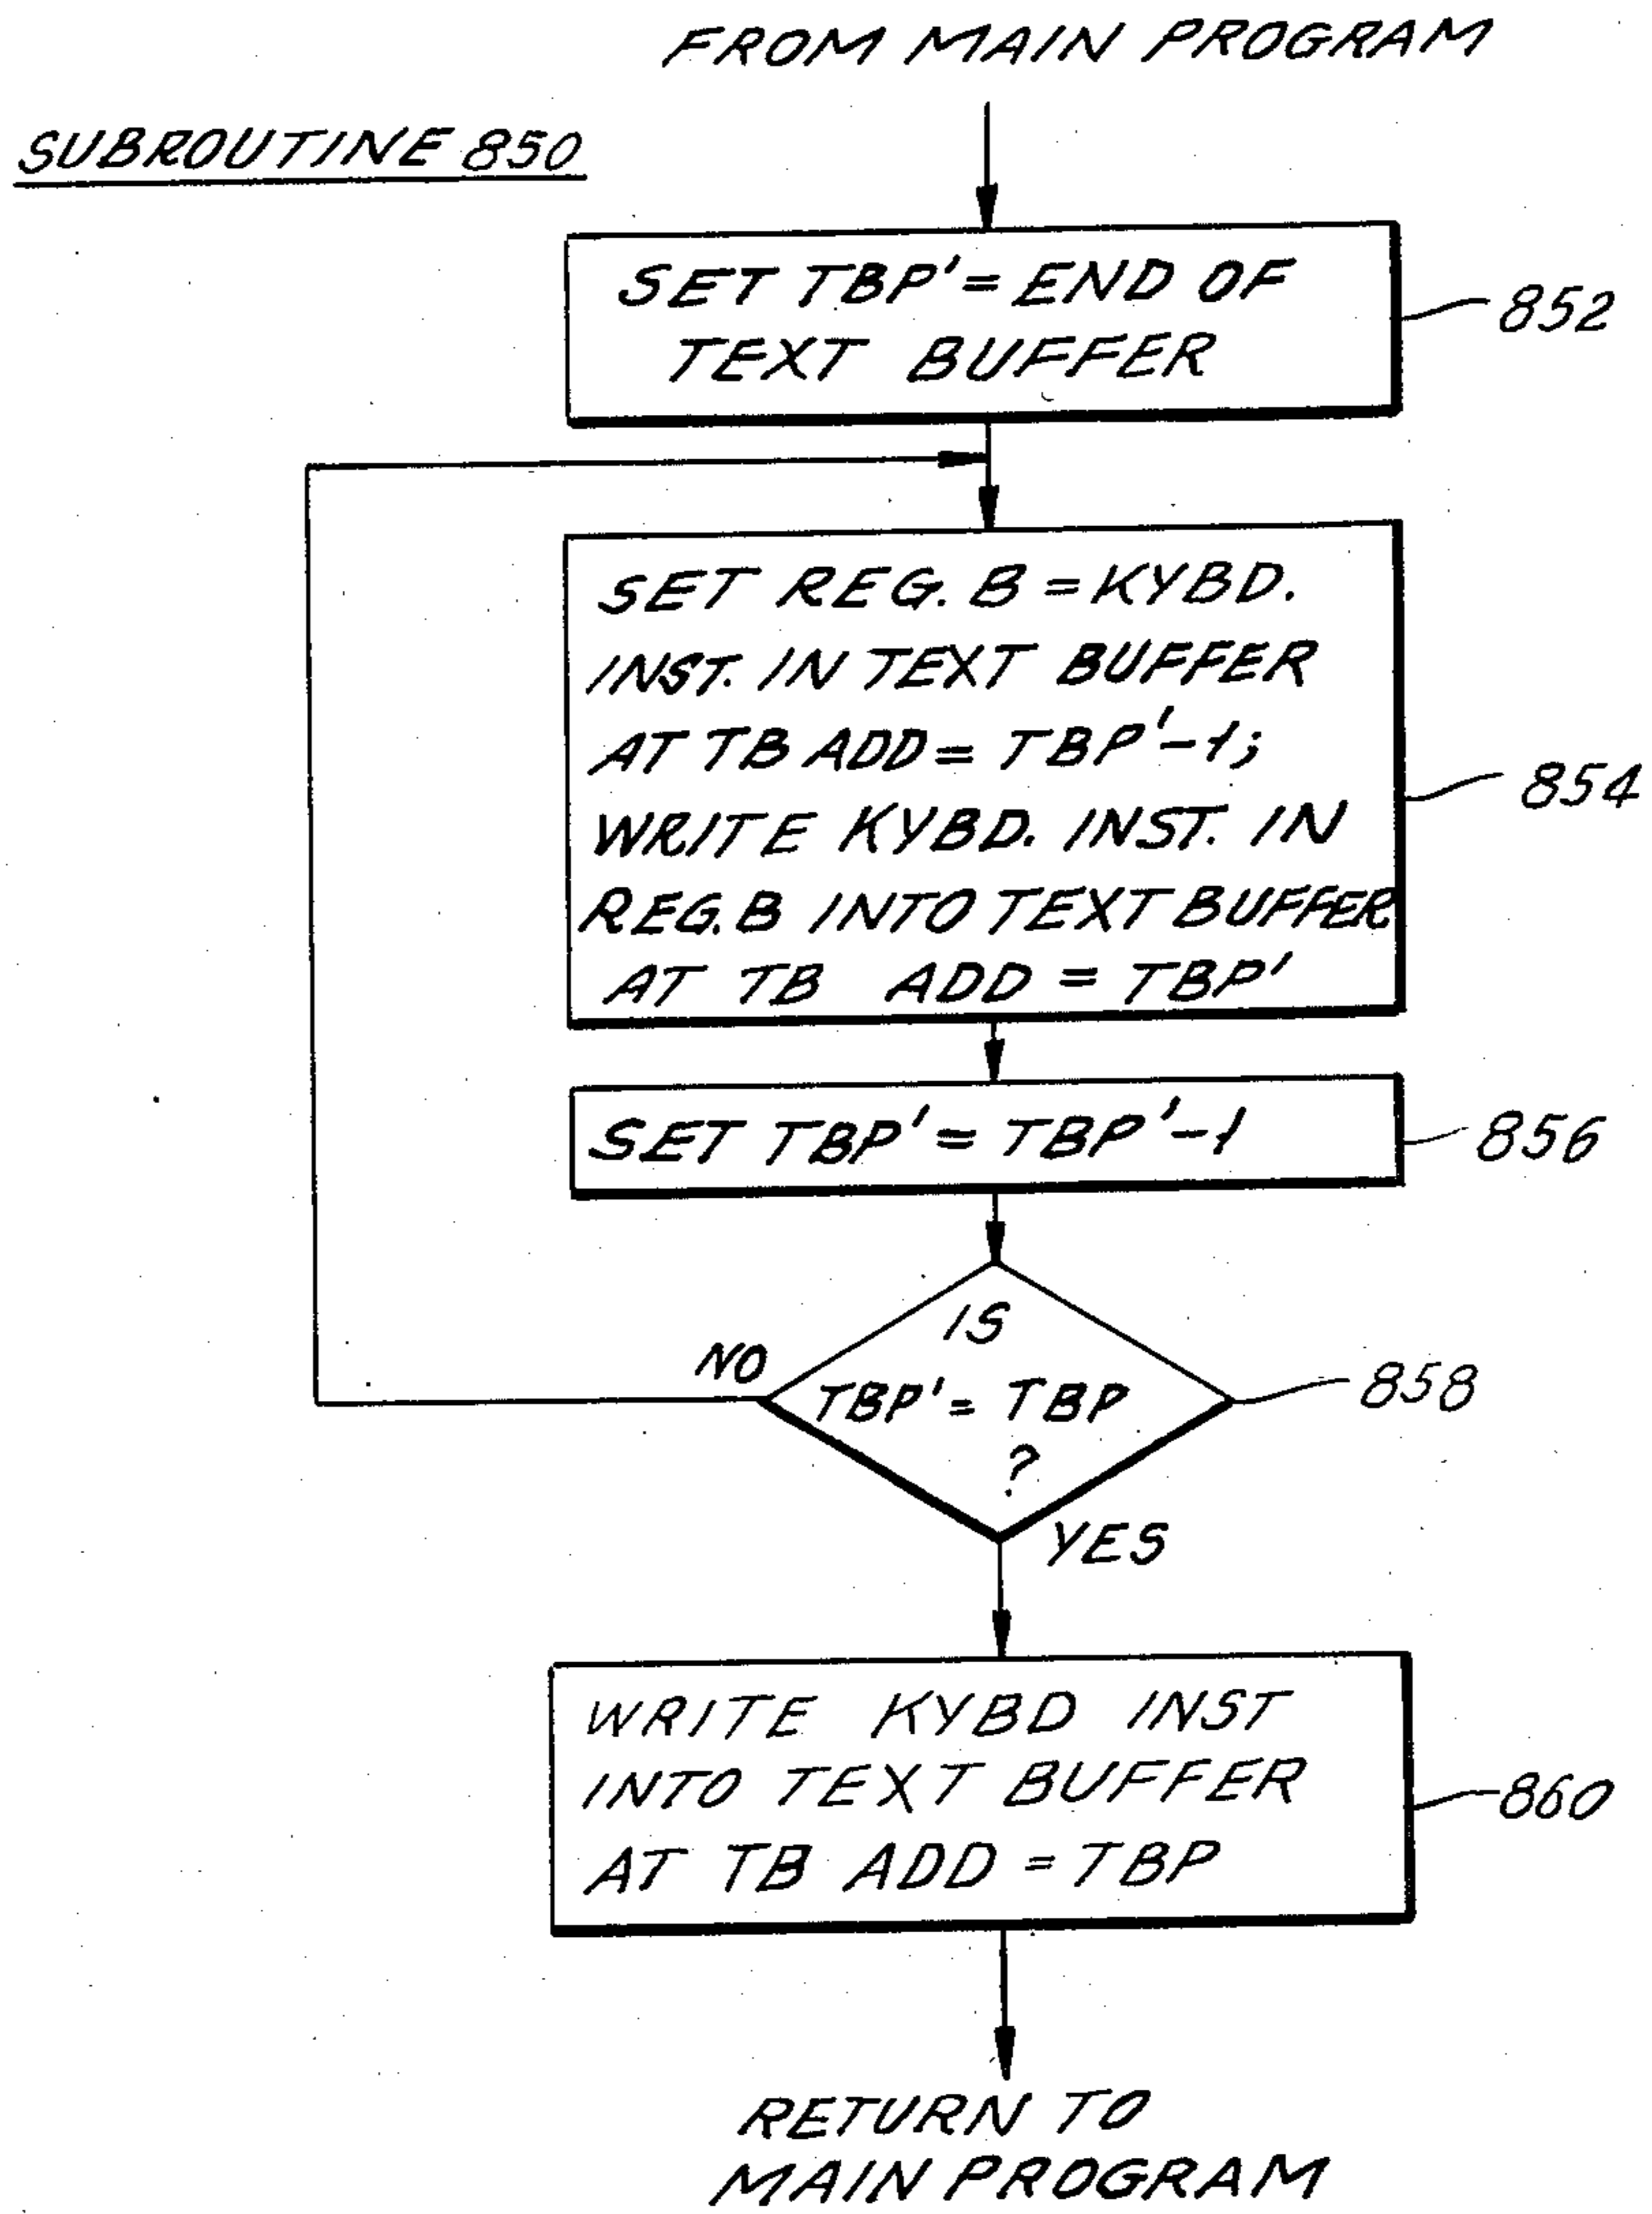 FROM MAIN PROGRAM
SUBROUTINE 850
SET TBP' = END OF
TEXT BUFFER
852
SET REG. B = KYBD.
INST. IN TEXT BUFFER
AT TB ADD = TBP'-1;
WRITE KYBD. INST. IN
REG. B INTO TEXT BUFFER
AT TB ADD = TBP'
854
SET TBP' = TBP'-1
856
IS
TBP' = TBP
?
NO
858
YES
WRITE KYBD INST
INTO TEXT BUFFER
AT TB ADD = TBP
860
RETURN TO
MAIN PROGRAM